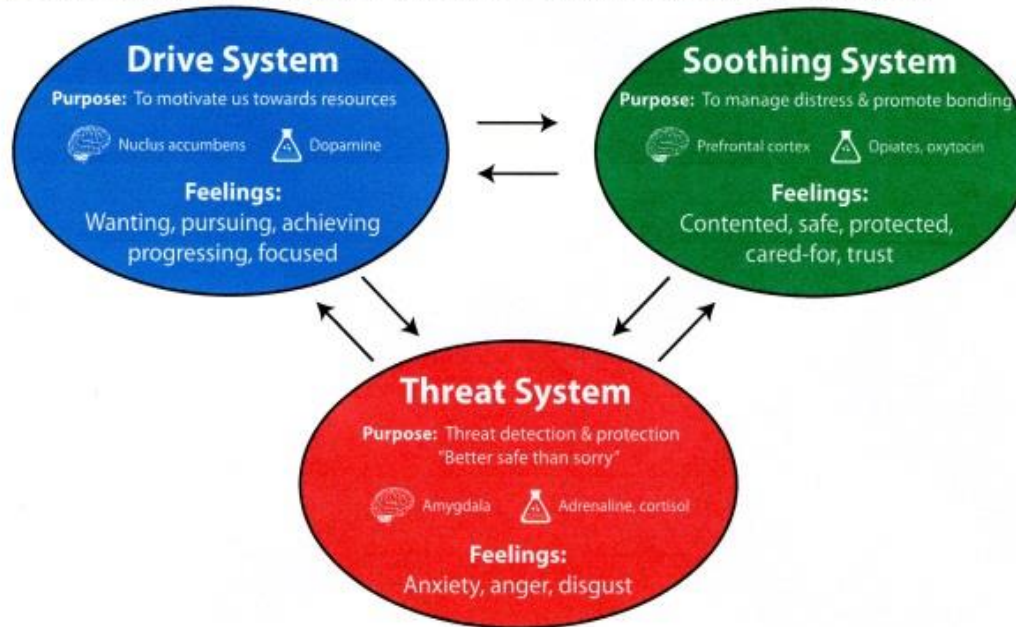 Drive System
Purpose: To motivate us towards resources
Nuclus accumbens Dopamine
Feelings:
Wanting, pursuing, achieving
progressing, focused
Soothing System
Purpose: To manage distress & promote bonding
Prefrontal cortex Opiates, oxytocin
Feelings:
Contented, safe, protected,
cared-for, trust
Threat System
Purpose: Threat detection & protection
"Better safe than sorry"
Amygdala Adrenaline, cortisol
Feelings:
Anxiety, anger, disgust